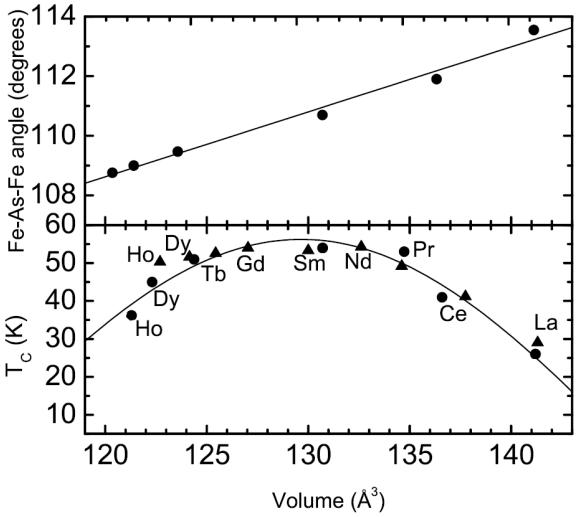 114
112
110
108
Fe-As-Fe angle (degrees)
60
50
40
30
20
10
T_C (K)
Ho
Dy
Ho
Dy
Tb
Gd
Sm
Nd
Pr
Ce
La
120 125 130 135 140
Volume (Å³)